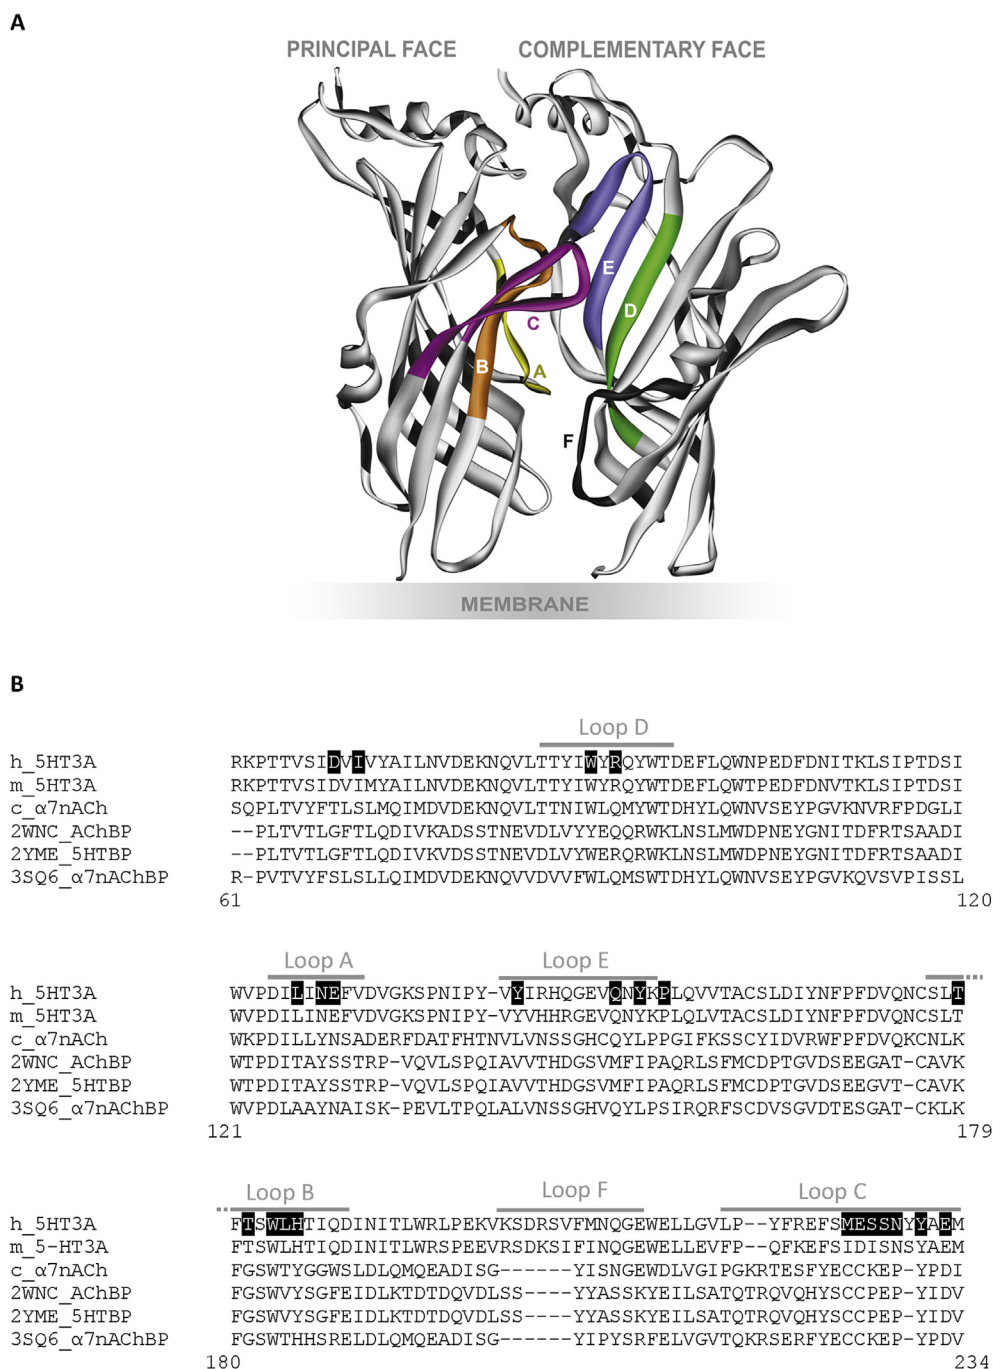 A
PRINCIPAL FACE COMPLEMENTARY FACE
E
D
C
B
A
F
MEMBRANE
B
Loop D
h_5HT3A RKPTTVSIDVIVYAILNVDEKNQVLTTYIWYRQYWTDEFLQWNPEDFDNITKLSIPTDSI
m_5HT3A RKPTTVSIDVIMYAILNVDEKNQVLTTYIWYRQYWTDEFLQWTPEDFDNVTKLSIPTDSI
c_α7nACh SQPLTVYFTLSLMQIMDVDEKNQVLTTNIWLQMYWTDHYLQWNVSEYPGVKNVRFPDGLI
2WNC_AChBP --PLTVTLGFTLQDIVKADSSTNEVDLVYYEQQRWKLNSLMWDPNEYGNITDFRTSAADI
2YME_5HTBP --PLTVTLGFTLQDIVKVDSSTNEVDLVYWERQRWKLNSLMWDPNEYGNITDFRTSAADI
3SQ6_α7nAChBP R-PVTVYFSLSLLQIMDVDEKNQVVDVVFWLQMSWTDHYLQWNVSEYPGVKQVSVPISSL
61 120
Loop A Loop E
h_5HT3A WVPDILINEFVDVGKSPNIPY-VYIRHQGEVQNYKPLQVVTACSLDIYNFPFDVQNCSLT
m_5HT3A WVPDILINEFVDVGKSPNIPY-VYVHHRGEVQNYKPLQLVTACSLDIYNFPFDVQNCSLT
c_α7nACh WKPDILLYNSADERFDATFHTNVLVNSSGHCQYLPPGIFKSSCYIDVRWFPFDVQKCNLK
2WNC_AChBP WTPDITAYSSTRP-VQVLSPQIAVVTHDGSVMFIPAQRLSFMCDPTGVDSEEGAT-CAVK
2YME_5HTBP WTPDITAYSSTRP-VQVLSPQIAVVTHDGSVMFIPAQRLSFMCDPTGVDSEEGVT-CAVK
3SQ6_α7nAChBP WVPDLAAYNAISK-PEVLTPQLALVNSSGHVQYLPSIRQRFSCDVSGVDTESGAT-CKLK
121 179
Loop B Loop F Loop C
h_5HT3A FTSWLHTIQDINITLWRLPEKVKSDRSVFMNQGEWELLGVLP--YFREFSMESSNYYAEM
m_5-HT3A FTSWLHTIQDINITLWRSPEEVRSDKSIFINQGEWELLEVFP--QFKEFSIDISNSYAEM
c_α7nACh FGSWTYGGWSLDLQMQEADISG------YISNGEWDLVGIPGKRTESFYECCKEP-YPDI
2WNC_AChBP FGSWVYSGFEIDLKTDTDQVDLSS----YYASSKYEILSATQTRQVQHYSCCPEP-YIDV
2YME_5HTBP FGSWVYSGFEIDLKTDTDQVDLSS----YYASSKYEILSATQTRQVQHYSCCPEP-YIDV
3SQ6_α7nAChBP FGSWTHHSRELDLQMQEADISG------YIPYSRFELVGVTQKRSERFYECCKEP-YPDV
180 234